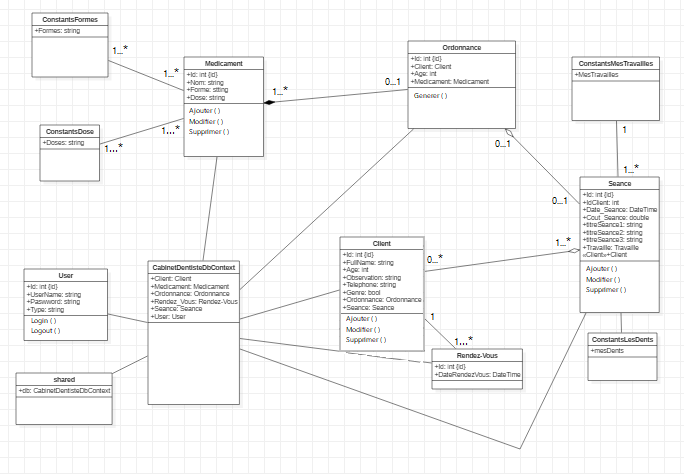 ConstantsFormes
+Formes: string
1...*
1...*
Medicament
+Id: int {id}
+Nom: string
+Forme: string
+Dose: string
Ajouter ( )
Modifier ( )
Supprimer ( )
1...*
0...1
Ordonnance
+Id: int {id}
+Client: Client
+Age: int
+Medicament: Medicament
Generer ( )
ConstantsMesTravailles
+MesTravailles
1
1...*
ConstantsDose
+Doses: string
1...*
1...*
0...1
0...1
Seance
+Id: int {id}
+IdClient: int
+Date_Seance: DateTime
+Cout_Seance: double
+titreSeance1: string
+titreSeance2: string
+titreSeance3: string
+Travaille: Travaille
«Client»+Client
Ajouter ( )
Modifier ( )
Supprimer ( )
1...*
0...*
Client
+Id: int {id}
+FullName: string
+Age: int
+Observation: string
+Telephone: string
+Genre: bool
+Ordonnance: Ordonnance
+Seance: Seance
Ajouter ( )
Modifier ( )
Supprimer ( )
1
1...*
CabinetDentisteDbContext
+Client: Client
+Medicament: Medicament
+Ordonnance: Ordonnance
+Rendez_Vous: Rendez-Vous
+Seance: Seance
+User: User
User
+Id: int {id}
+UserName: string
+Password: string
+Type: string
Login ( )
Logout ( )
shared
+db: CabinetDentisteDbContext
Rendez-Vous
+Id: int {id}
+DateRendezVous: DateTime
ConstantsLesDents
+mesDents